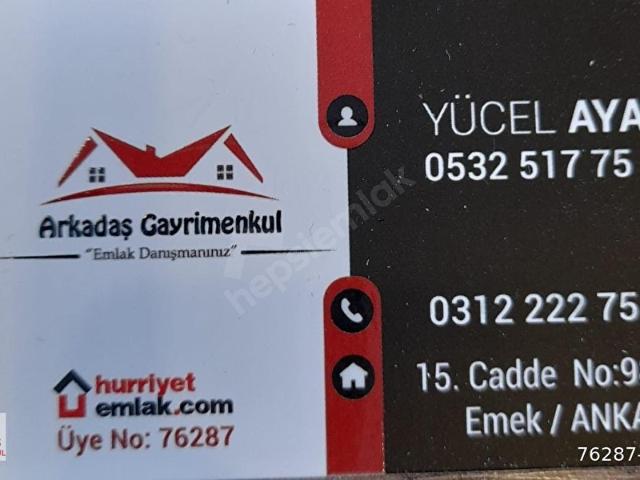 Arkadaş Gayrimenkul
"Emlak Danışmanınız"
hurriyet
emlak.com
Üye No: 76287
YÜCEL AYA
0532 517 75
0312 222 75
15. Cadde No:9
Emek / ANKA
hepsiemlak
76287-